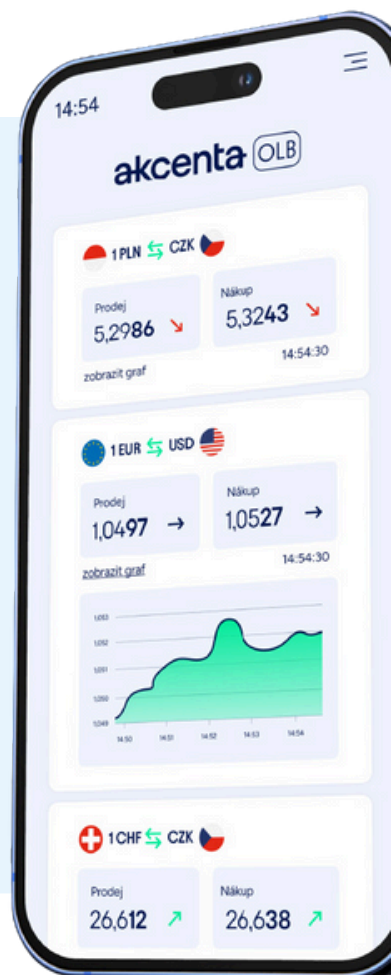 14:54
akcenta OLB
1 PLN CZK
Prodej Nákup
5,2986 5,3243
zobrazit graf 14:54:30
1 EUR USD
Prodej Nákup
1,0497 1,0527
zobrazit graf 14:54:30
1,053
1,052
1,051
1,050
1,049
14:50 14:51 14:52 14:53 14:54
1 CHF CZK
Prodej Nákup
26,612 26,638